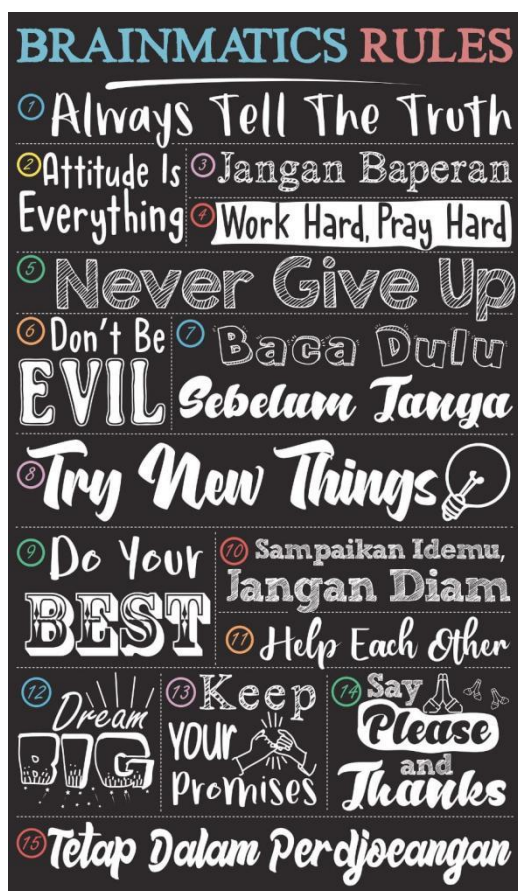 BRAINMATICS RULES
1 Always Tell The Truth
2 Attitude Is
Everything
3 Jangan Baperan
4 Work Hard, Pray Hard
5 Never Give Up
6 Don't Be
EVIL
7 Baca Dulu
Sebelum Tanya
8 Try New Things
9 Do Your
BEST
10 Sampaikan Idemu,
Jangan Diam
11 Help Each Other
12 Dream
BIG
13 Keep
YOUR
Promises
14 Say
Please
and
Thanks
15 Tetap Dalam Perdjoeangan